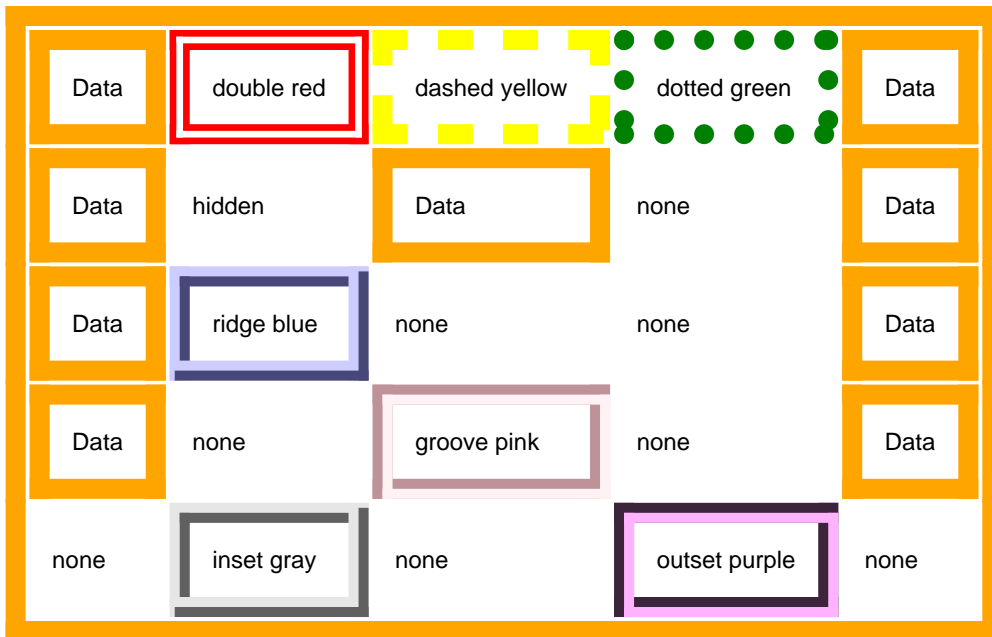 Data double red dashed yellow dotted green Data
Data hidden Data none Data
Data ridge blue none none Data
Data none groove pink none Data
none inset gray none outset purple none